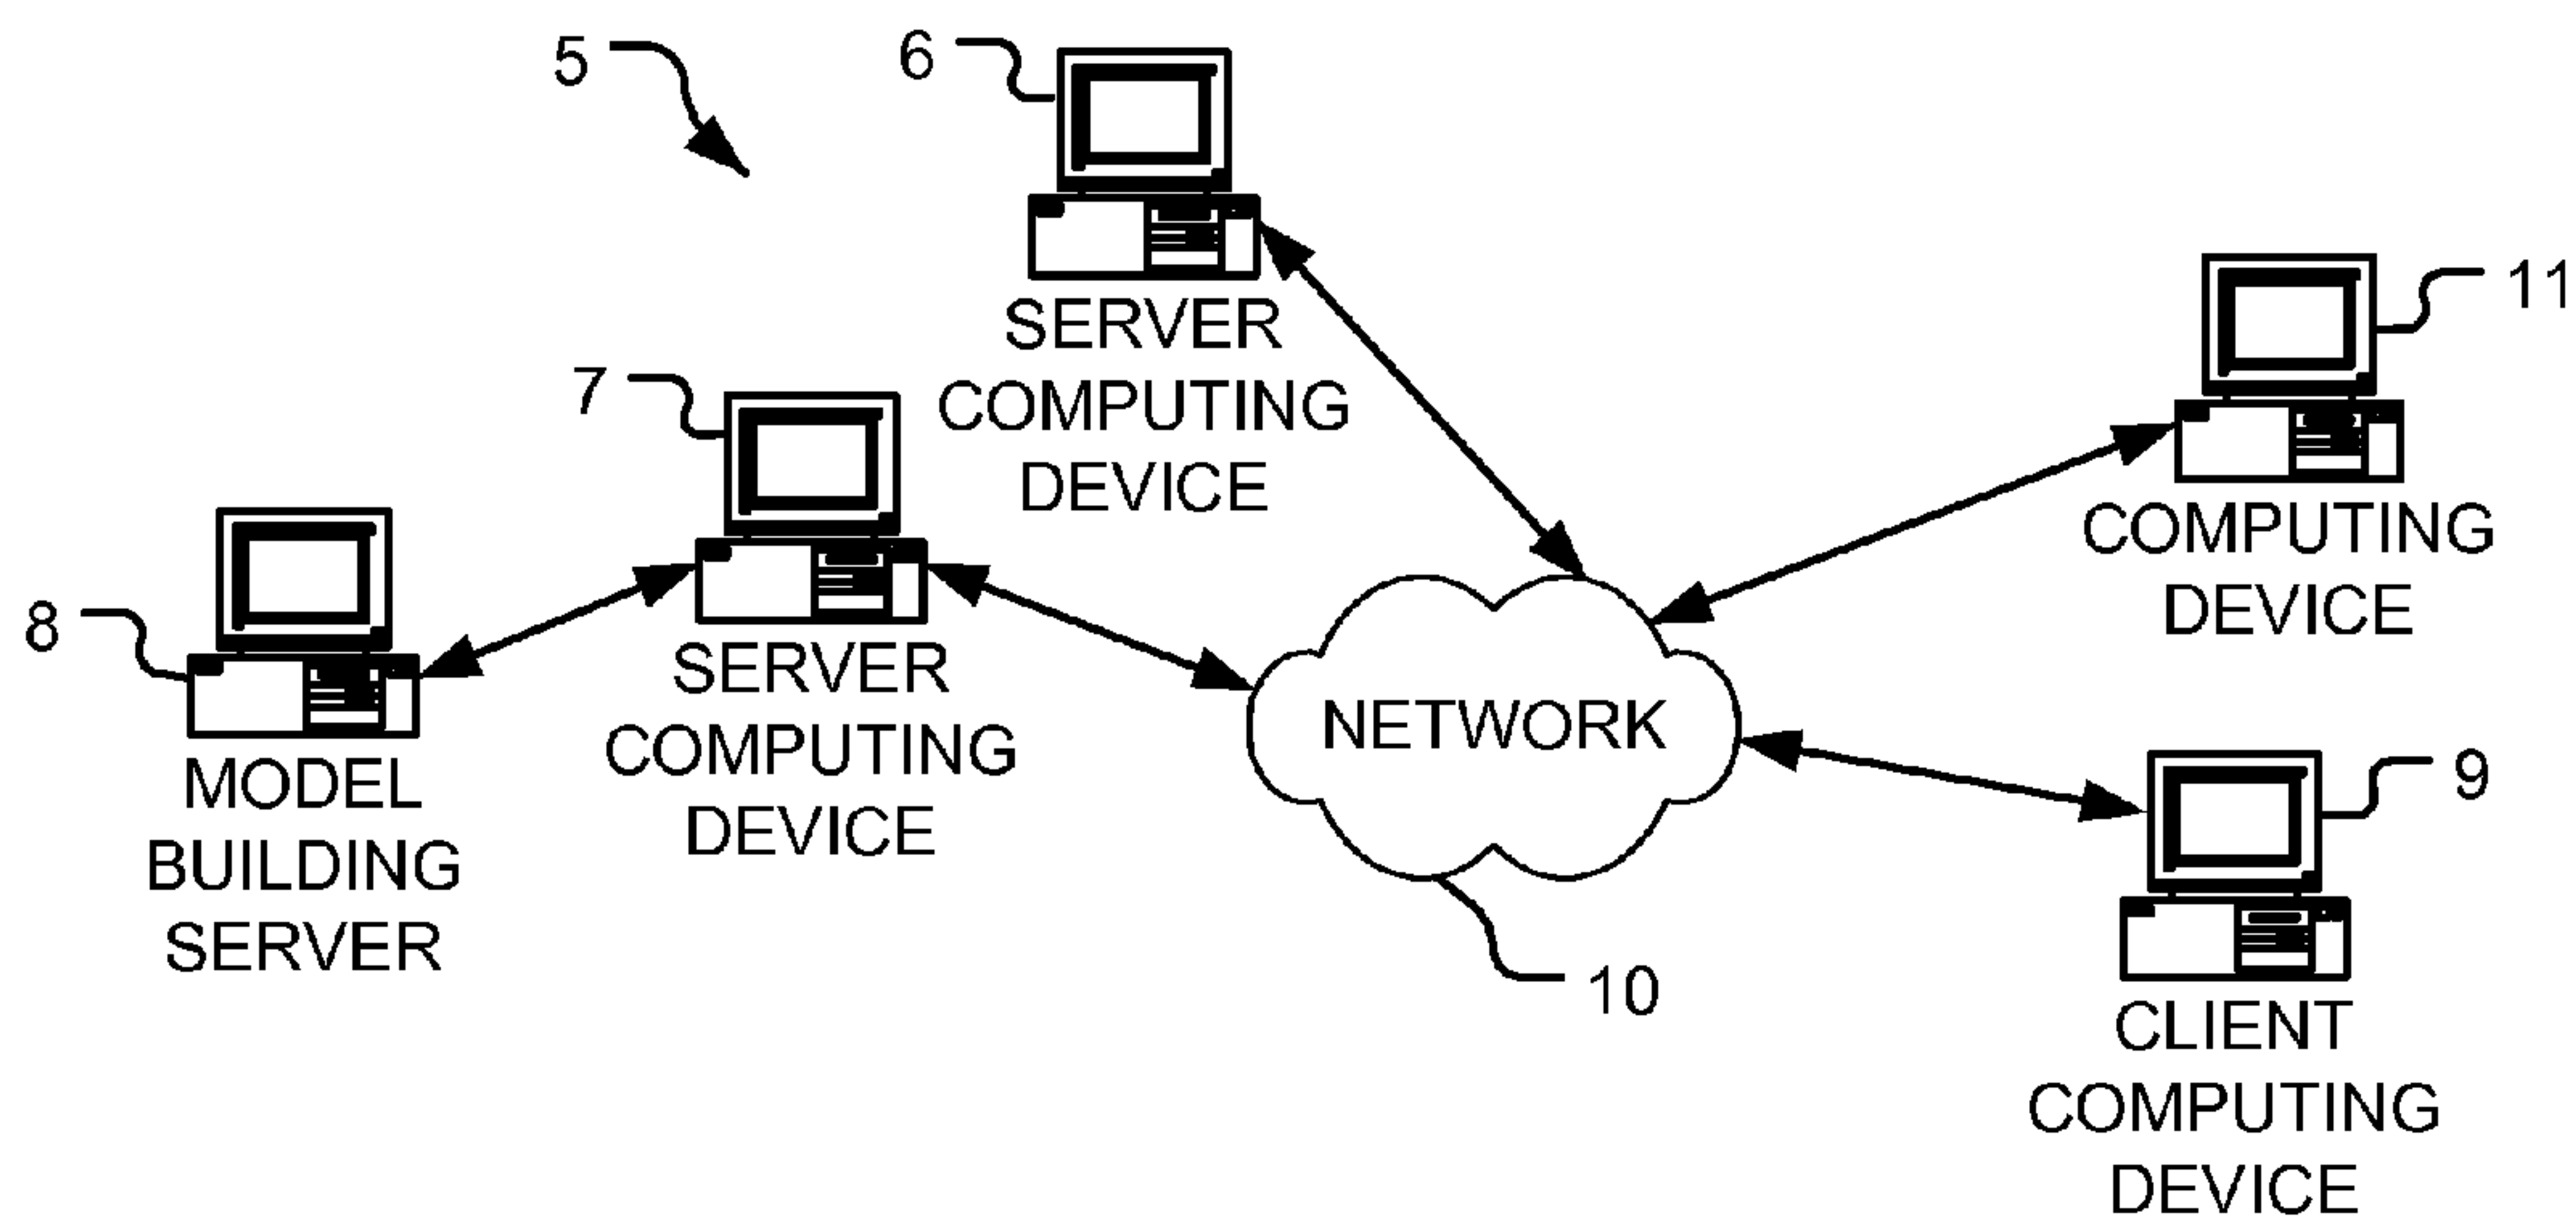 5
6
SERVER
COMPUTING
DEVICE
11
COMPUTING
DEVICE
7
SERVER
COMPUTING
DEVICE
8
MODEL
BUILDING
SERVER
NETWORK
10
9
CLIENT
COMPUTING
DEVICE